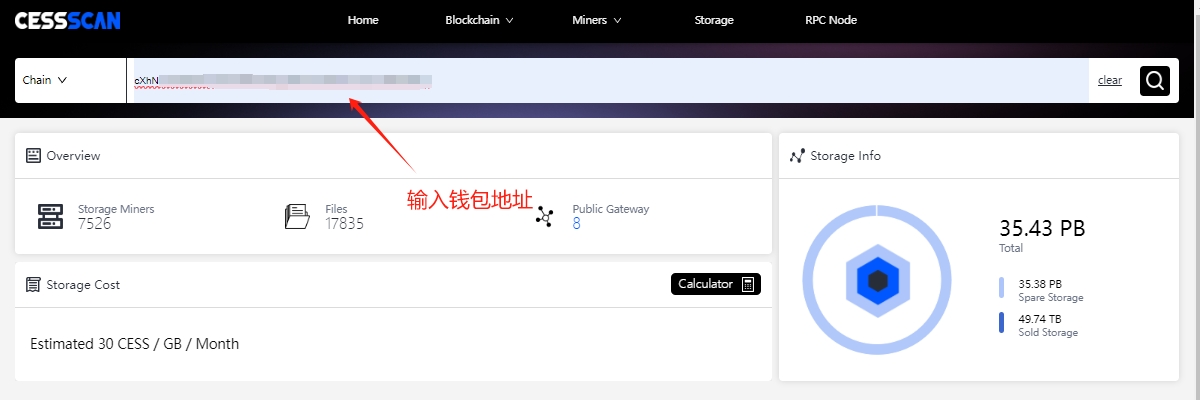 CESSSCAN
Home
Blockchain
Miners
Storage
RPC Node
Chain
cXhN
clear
Overview
Storage Info
输入钱包地址
Storage Miners
7526
Files
17835
Public Gateway
8
35.43 PB
Total
35.38 PB
Spare Storage
49.74 TB
Sold Storage
Storage Cost
Calculator
Estimated 30 CESS / GB / Month